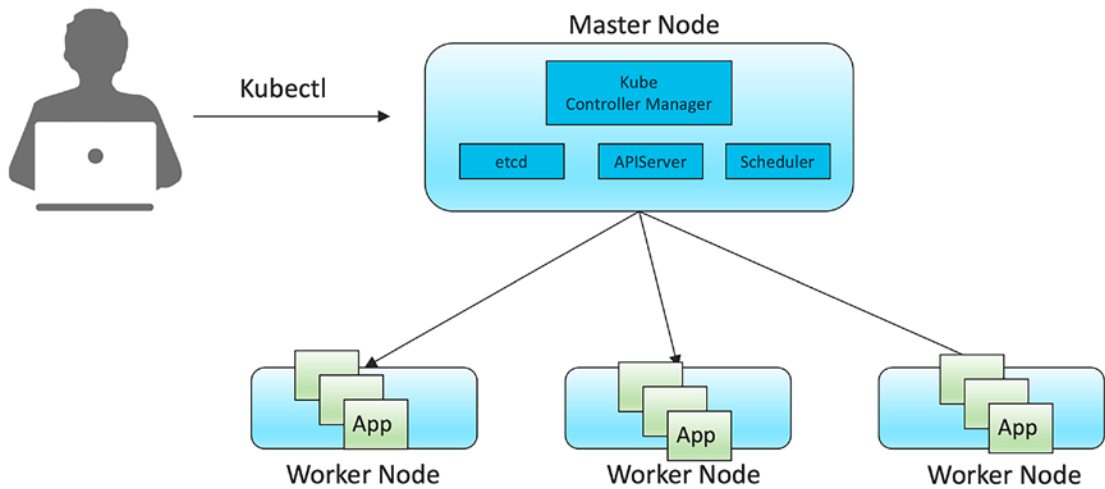 Master Node
Kubectl
Kube
Controller Manager
etcd
APIServer
Scheduler
App
App
App
Worker Node
Worker Node
Worker Node